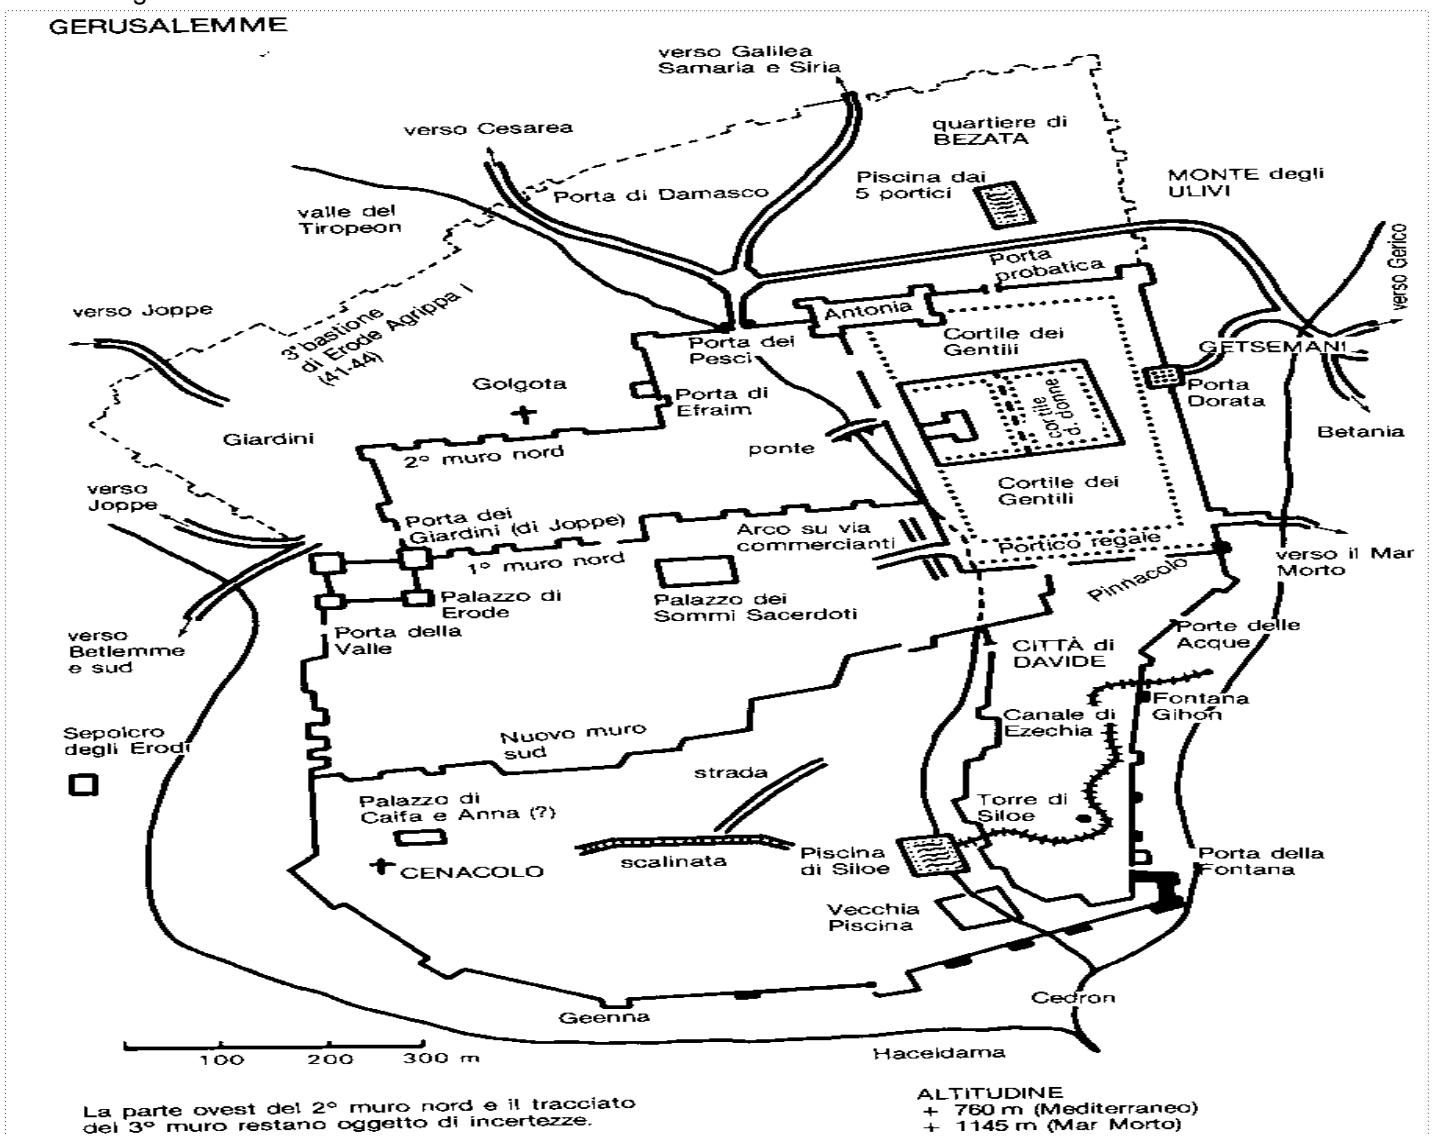 GERUSALEMME
verso Galilea
Samaria e Siria
verso Cesarea
quartiere di
BEZATA
Porta di Damasco
Piscina dai
5 portici
MONTE degli
ULIVI
valle del
Tiropeon
verso Gerico
Porta
probatica
verso Joppe
3° bastione
di Erode Agrippa I
(41-44)
Antonia
Cortile dei
Gentili
Porta dei
Pesci
GETSEMANI
Golgota
Porta di
Efraim
cortile
d. donne
Porta
Dorata
Giardini
2° muro nord
ponte
Betania
verso
Joppe
Cortile dei
Gentili
Porta dei
Giardini (di Joppe)
Arco su via
commercianti
Portico regale
1° muro nord
verso il Mar
Morto
Pinnacolo
Palazzo di
Erode
Palazzo dei
Sommi Sacerdoti
verso
Betlemme
e sud
Porta della
Valle
Porte delle
Acque
CITTÀ di
DAVIDE
Fontana
Gihon
Canale di
Ezechia
Sepolcro
degli Erodi
Nuovo muro
sud
strada
Palazzo di
Caifa e Anna (?)
Torre di
Siloe
CENACOLO
scalinata
Piscina
di Siloe
Porta della
Fontana
Vecchia
Piscina
Cedron
Geenna
Haceldama
100 200 300 m
La parte ovest del 2° muro nord e il tracciato
del 3° muro restano oggetto di incertezze.
ALTITUDINE
+ 760 m (Mediterraneo)
+ 1145 m (Mar Morto)